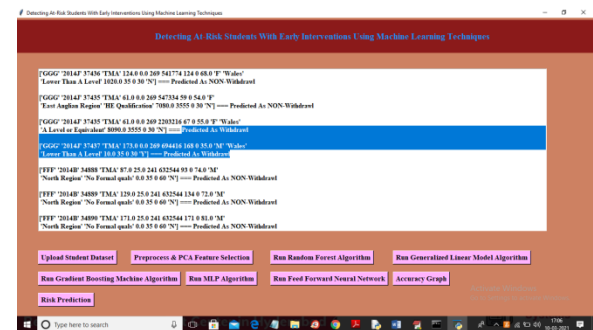 Detecting At-Risk Students With Early Interventions Using Machine Learning Techniques
Detecting At-Risk Students With Early Interventions Using Machine Learning Techniques
['GGG' '2014J' 37436 'TMA' 124.0 0.0 269 541774 124 0 68.0 'F' 'Wales'
'Lower Than A Level' 1020.0 35 0 30 'N'] === Predicted As NON-Withdrawl
['GGG' '2014J' 37435 'TMA' 61.0 0.0 269 547334 59 0 54.0 'F'
'East Anglian Region' 'HE Qualification' 7080.0 3555 0 30 'N'] === Predicted As NON-Withdrawl
['GGG' '2014J' 37435 'TMA' 61.0 0.0 269 2203216 67 0 55.0 'F' 'Wales'
'A Level or Equivalent' 8090.0 3555 0 30 'N'] === Predicted As Withdrawl
['GGG' '2014J' 37437 'TMA' 173.0 0.0 269 694416 168 0 35.0 'M' 'Wales'
'Lower Than A Level' 10.0 35 0 30 'Y'] === Predicted As Withdrawl
['FFF' '2014B' 34888 'TMA' 87.0 25.0 241 632544 93 0 74.0 'M'
'North Region' 'No Formal quals' 0.0 35 0 60 'N'] === Predicted As NON-Withdrawl
['FFF' '2014B' 34889 'TMA' 129.0 25.0 241 632544 134 0 72.0 'M'
'North Region' 'No Formal quals' 0.0 35 0 60 'N'] === Predicted As NON-Withdrawl
['FFF' '2014B' 34890 'TMA' 171.0 25.0 241 632544 171 0 81.0 'M'
'North Region' 'No Formal quals' 0.0 35 0 60 'N'] === Predicted As NON-Withdrawl
Upload Student Dataset Preprocess & PCA Feature Selection Run Random Forest Algorithm Run Generalized Linear Model Algorithm
Run Gradient Boosting Machine Algorithm Run MLP Algorithm Run Feed Forward Neural Network Accuracy Graph
Risk Prediction
Type here to search
17:06